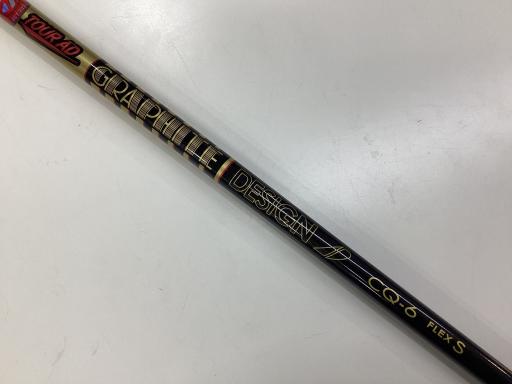 TOUR AD
GRAPHITE DESIGN CQ-6 FLEX S